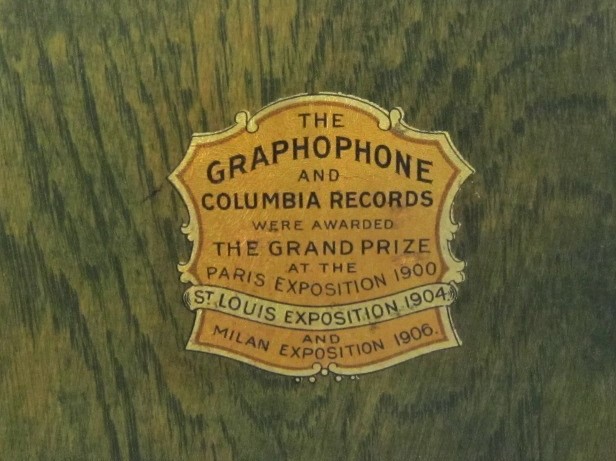 THE
GRAPHOPHONE
AND
COLUMBIA RECORDS
WERE AWARDED
THE GRAND PRIZE
AT THE
PARIS EXPOSITION 1900
ST. LOUIS EXPOSITION 1904.
AND
MILAN EXPOSITION 1906.